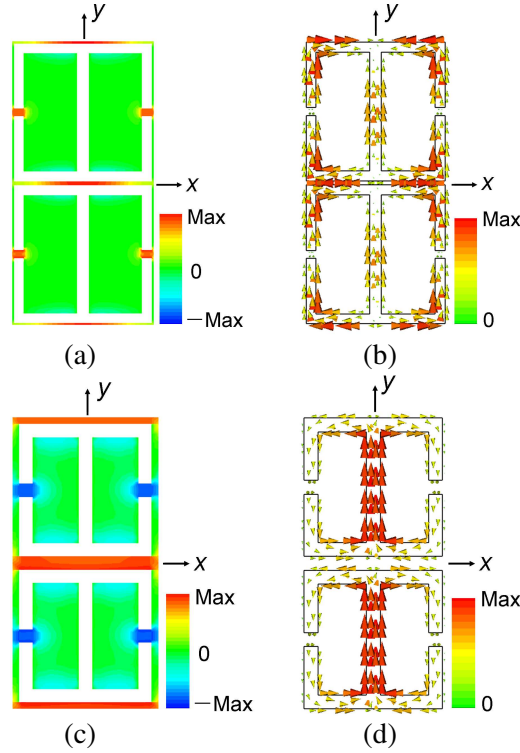 y y
x x
Max Max
0
—Max 0
(a) (b)
y y
x x
Max Max
0
—Max 0
(c) (d)